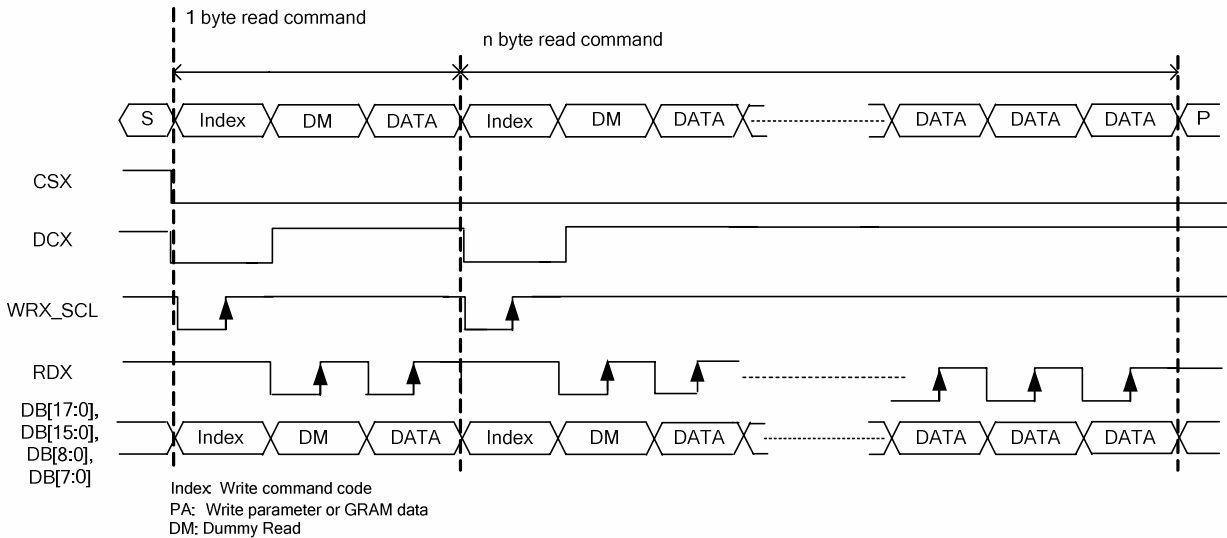 1 byte read command
n byte read command
S Index DM DATA Index DM DATA DATA DATA DATA P
CSX
DCX
WRX_SCL
RDX
DB[17:0],
DB[15:0],
DB[8:0],
DB[7:0]
Index DM DATA Index DM DATA DATA DATA DATA
Index: Write command code
PA: Write parameter or GRAM data
DM: Dummy Read